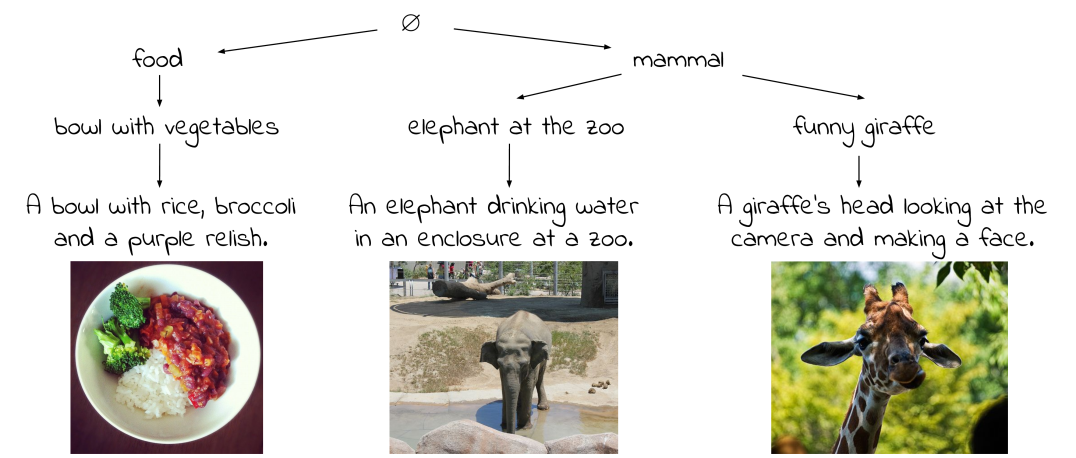 ∅
food
mammal
bowl with vegetables
elephant at the zoo
funny giraffe
A bowl with rice, broccoli
and a purple relish.
An elephant drinking water
in an enclosure at a zoo.
A giraffe's head looking at the
camera and making a face.